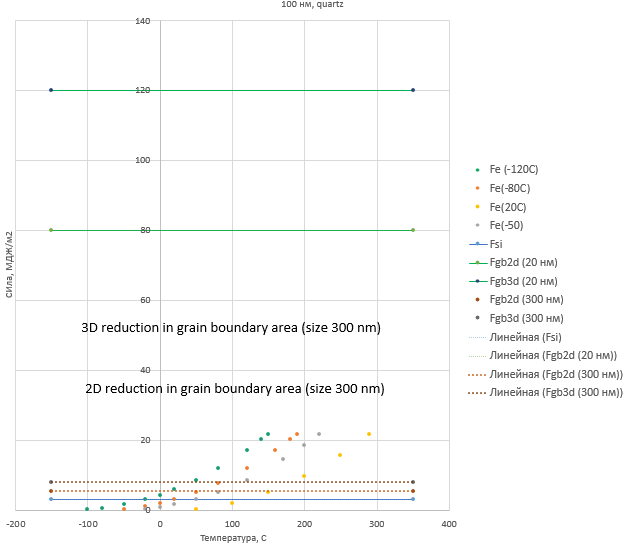 100 нм, quartz
140
120
100
80
60
40
20
0
-200
-100
0
100
200
300
400
СИла, МДЖ/м2
Температура, С
3D reduction in grain boundary area (size 300 nm)
2D reduction in grain boundary area (size 300 nm)
Fe (-120C)
Fe(-80C)
Fe(20C)
Fe(-50)
Fsi
Fgb2d (20 нм)
Fgb3d (20 нм)
Fgb2d (300 нм)
Fgb3d (300 нм)
Линейная (Fsi)
Линейная (Fgb2d (20 нм))
Линейная (Fgb2d (300 нм))
Линейная (Fgb3d (300 нм))